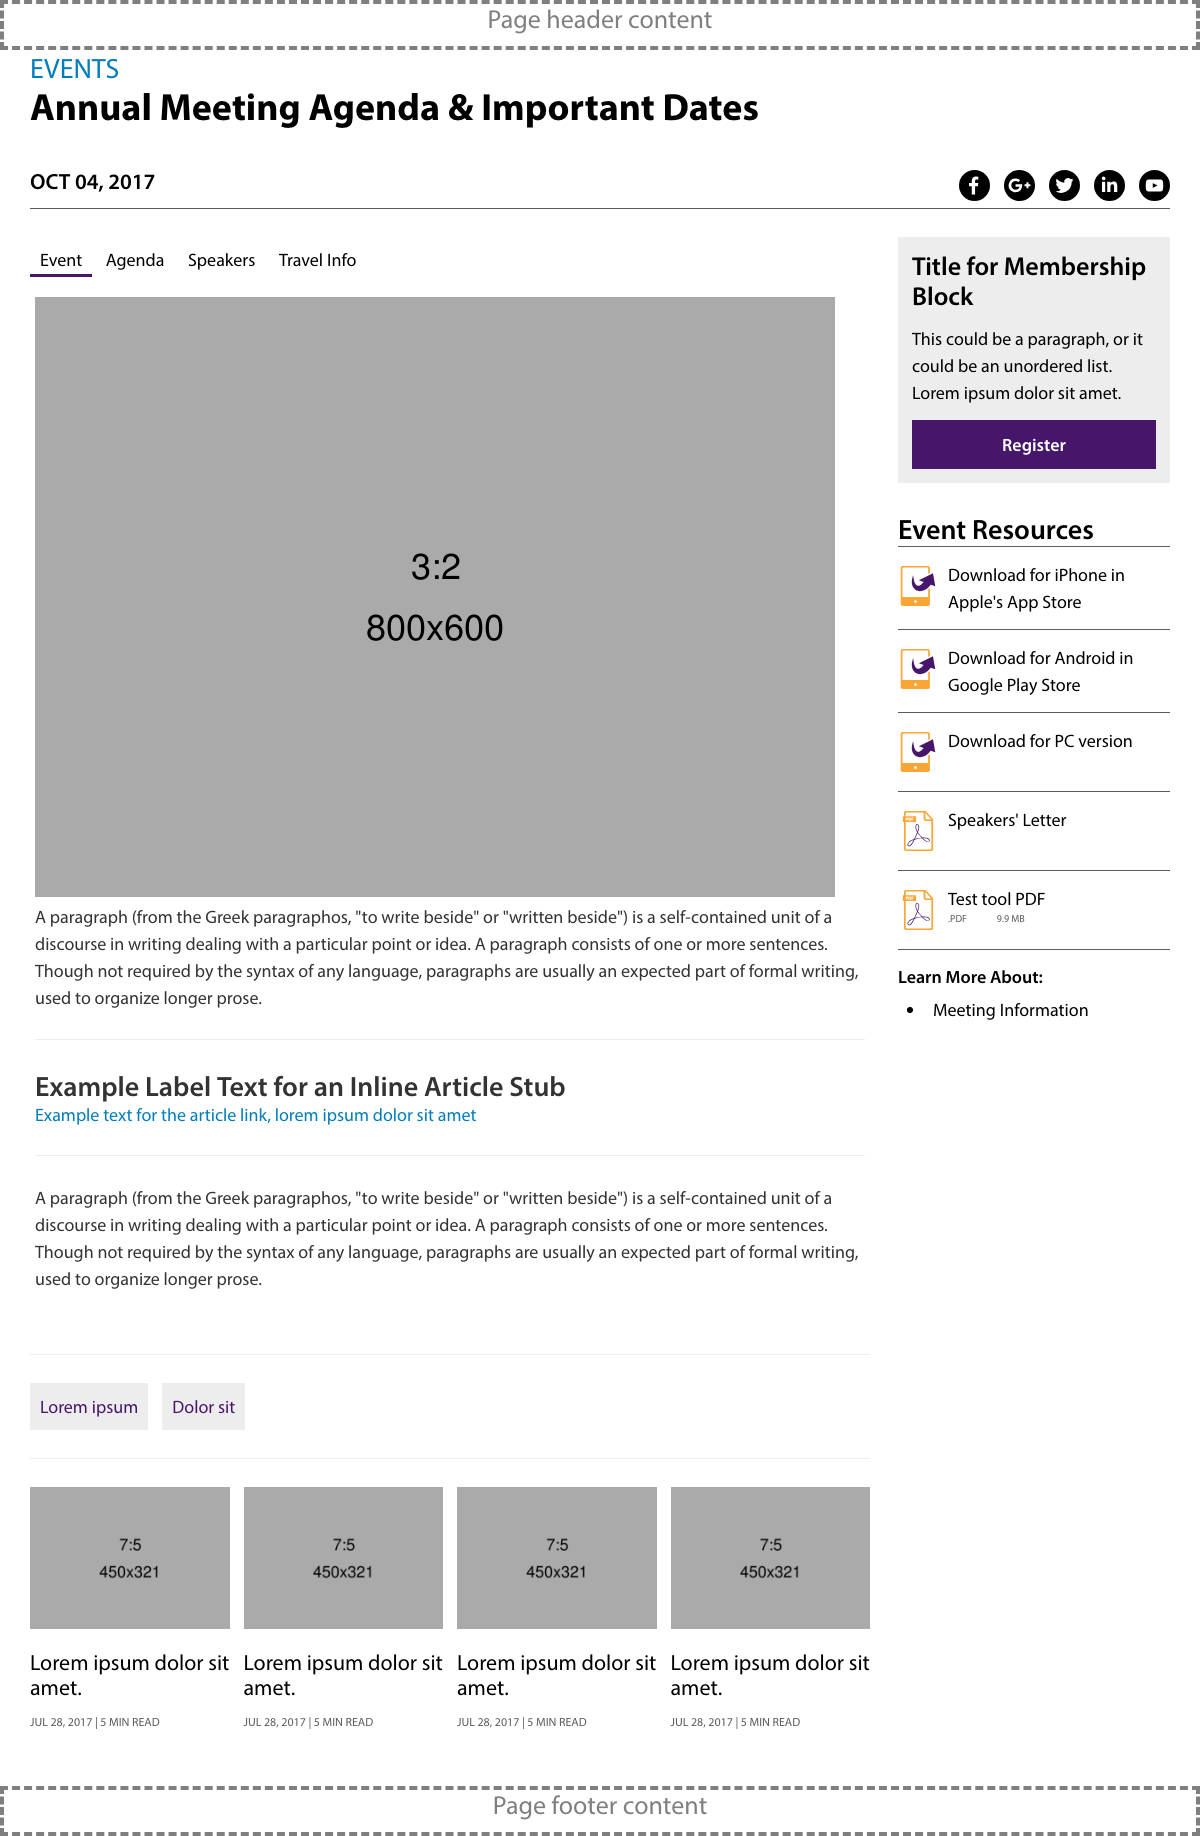 Page header content
EVENTS
Annual Meeting Agenda & Important Dates
OCT 04, 2017
Event Agenda Speakers Travel Info
3:2
800x600
A paragraph (from the Greek paragraphos, "to write beside" or "written beside") is a self-contained unit of a
discourse in writing dealing with a particular point or idea. A paragraph consists of one or more sentences.
Though not required by the syntax of any language, paragraphs are usually an expected part of formal writing,
used to organize longer prose.
Example Label Text for an Inline Article Stub
Example text for the article link, lorem ipsum dolor sit amet
A paragraph (from the Greek paragraphos, "to write beside" or "written beside") is a self-contained unit of a
discourse in writing dealing with a particular point or idea. A paragraph consists of one or more sentences.
Though not required by the syntax of any language, paragraphs are usually an expected part of formal writing,
used to organize longer prose.
Lorem ipsum Dolor sit
7:5
450x321
Lorem ipsum dolor sit
amet.
JUL 28, 2017 | 5 MIN READ
7:5
450x321
Lorem ipsum dolor sit
amet.
JUL 28, 2017 | 5 MIN READ
7:5
450x321
Lorem ipsum dolor sit
amet.
JUL 28, 2017 | 5 MIN READ
7:5
450x321
Lorem ipsum dolor sit
amet.
JUL 28, 2017 | 5 MIN READ
Title for Membership
Block
This could be a paragraph, or it
could be an unordered list.
Lorem ipsum dolor sit amet.
Register
Event Resources
Download for iPhone in
Apple's App Store
Download for Android in
Google Play Store
Download for PC version
PDF
Speakers' Letter
PDF
Test tool PDF
.PDF 9.9 MB
Learn More About:
• Meeting Information
Page footer content